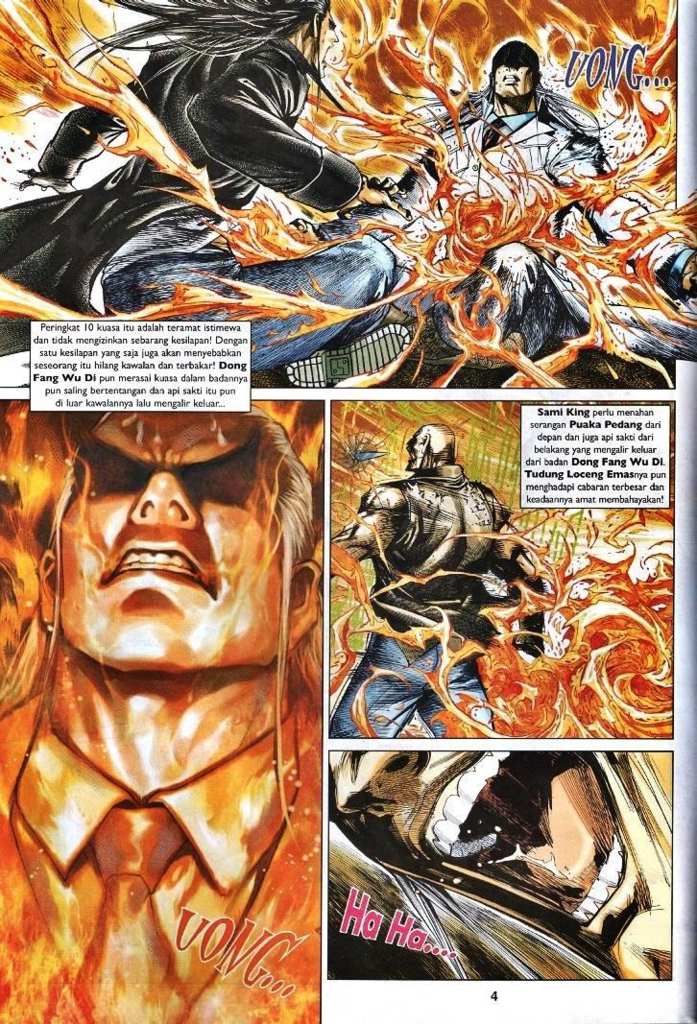 UONG...
Peringkat 10 kuasa itu adalah teramat istimewa
dan tidak mengizinkan sebarang kesilapan! Dengan
satu kesilapan yang saja juga akan menyebabkan
seseorang itu hilang kawalan dan terbakar! Dong
Fang Wu Di pun merasai kuasa dalam badannya
pun saling bertentangan dan api sakti itu pun
di luar kawalannya lalu mengalir keluar...
Sami King perlu menahan
serangan Puaka Pedang dari
depan dan juga api sakti dari
belakang yang mengalir keluar
dari badan Dong Fang Wu Di.
Tudung Loceng Emasnya pun
menghadapi cabaran terbesar dan
keadaannya amat membahayakan!
UONG...
Ha Ha....
4